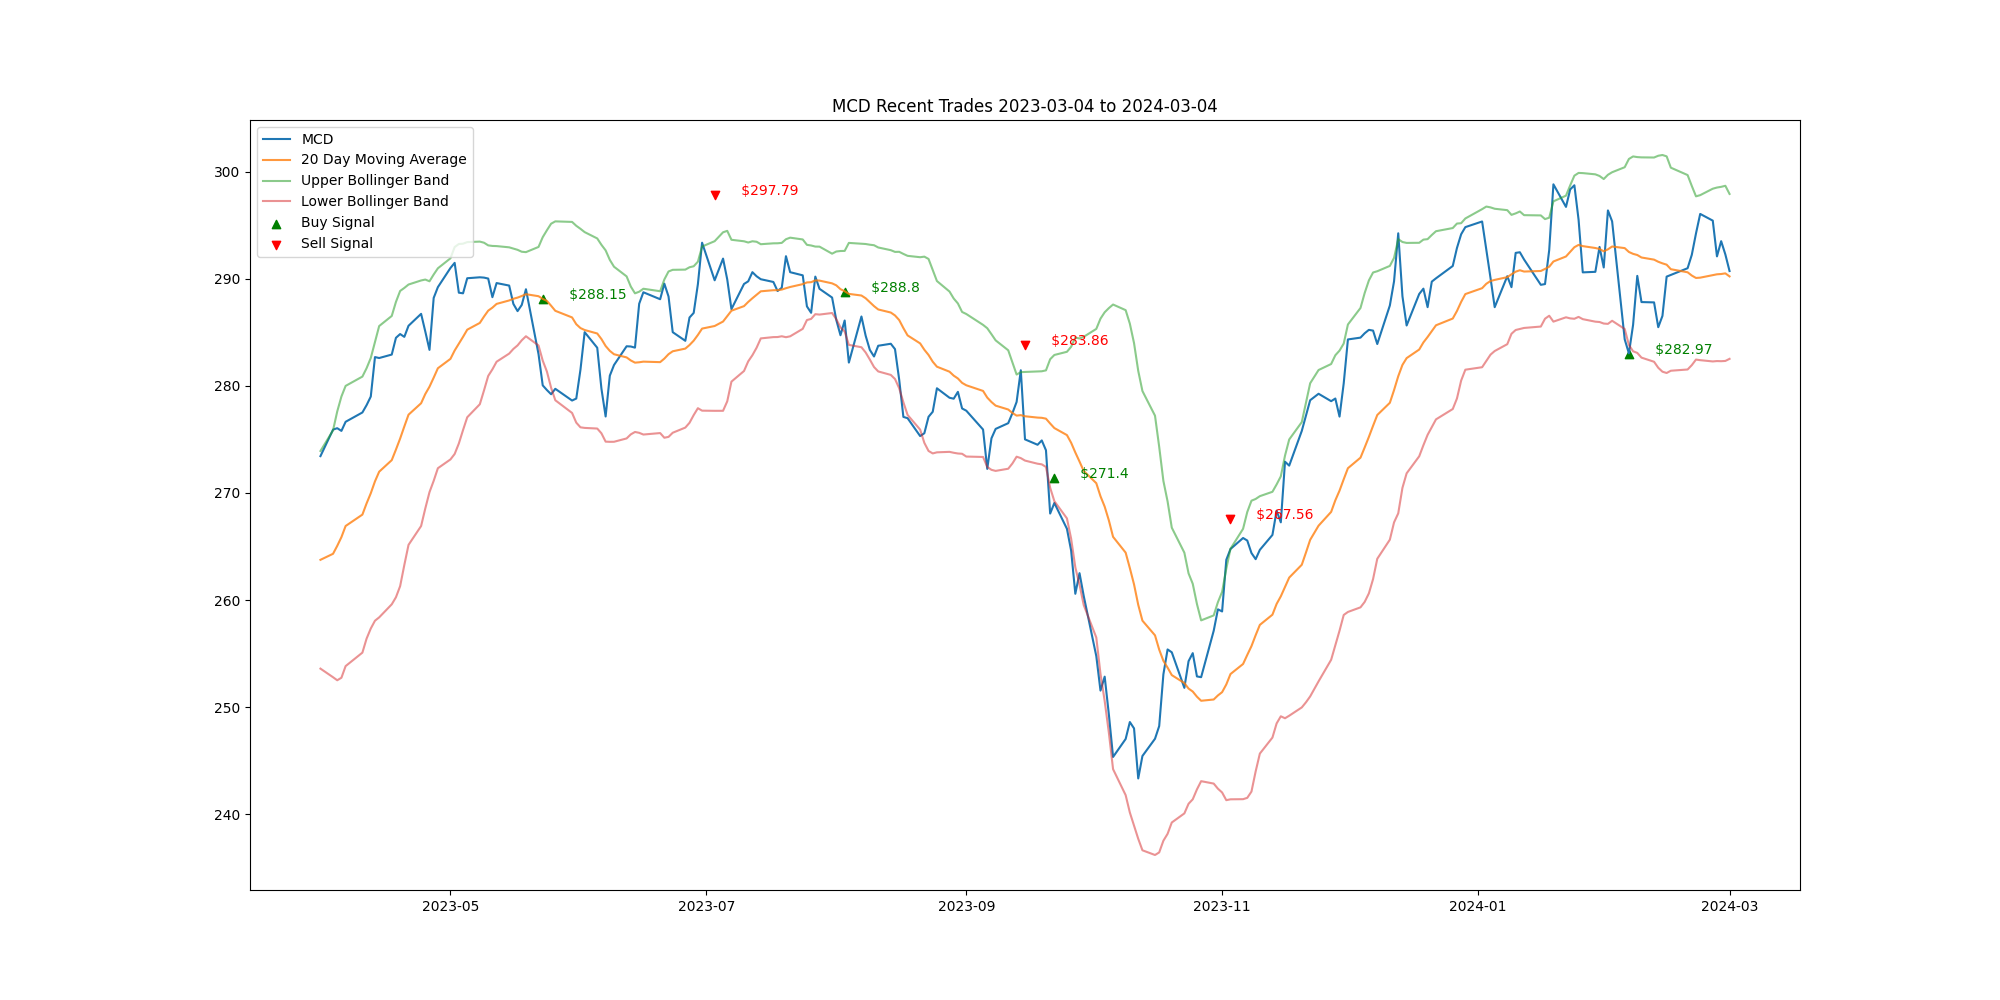 MCD Recent Trades 2023-03-04 to 2024-03-04
MCD
20 Day Moving Average
Upper Bollinger Band
Lower Bollinger Band
Buy Signal
Sell Signal
300
290
280
270
260
250
240
$297.79
$288.15
$288.8
$283.86
$282.97
$271.4
$267.56
2023-05
2023-07
2023-09
2023-11
2024-01
2024-03